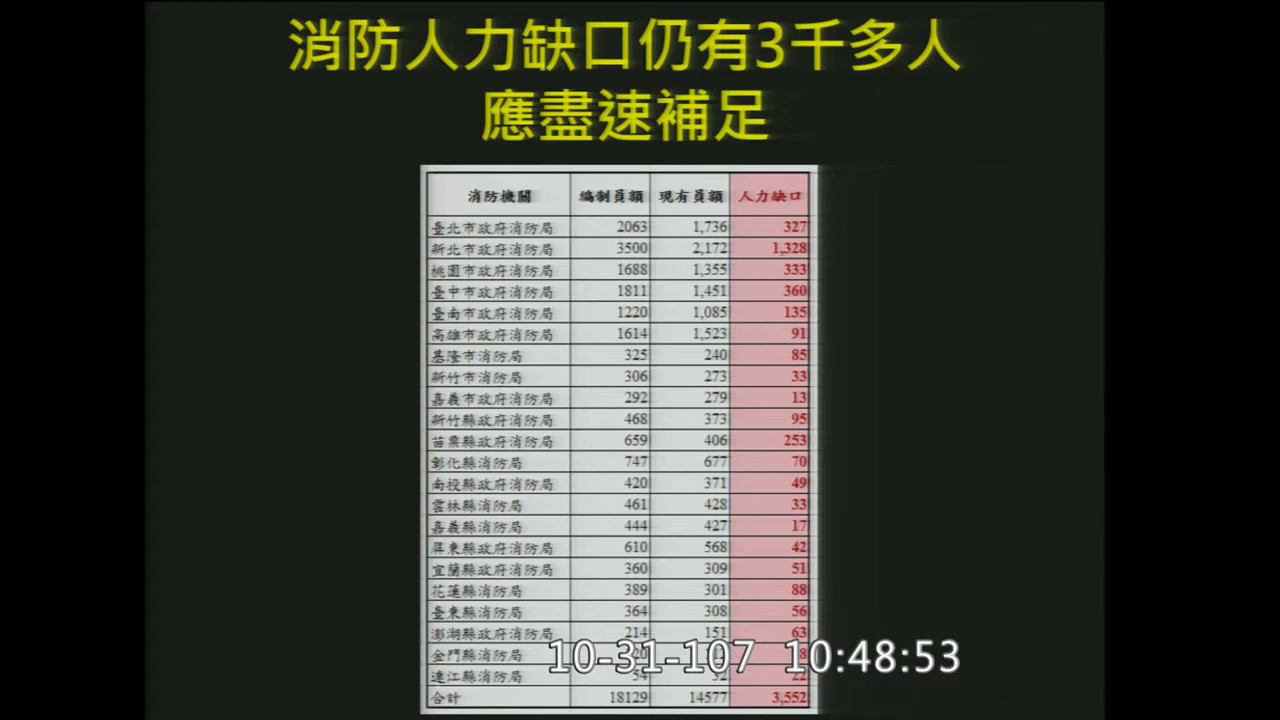 消防人力缺口仍有3千多人
應盡速補足
消防機關 編制員額 現有員額 人力缺口
臺北市政府消防局 2063 1,736 327
新北市政府消防局 3500 2,172 1,328
桃園市政府消防局 1688 1,355 333
臺中市政府消防局 1811 1,451 360
臺南市政府消防局 1220 1,085 135
高雄市政府消防局 1614 1,523 91
基隆市消防局 325 240 85
新竹市消防局 306 273 33
嘉義市政府消防局 292 279 13
新竹縣政府消防局 468 373 95
苗栗縣政府消防局 659 406 253
彰化縣消防局 747 677 70
南投縣政府消防局 420 371 49
雲林縣消防局 461 428 33
嘉義縣消防局 444 427 17
屏東縣政府消防局 610 568 42
宜蘭縣政府消防局 360 309 51
花蓮縣消防局 389 301 88
臺東縣消防局 364 308 56
澎湖縣政府消防局 214 151 63
金門縣消防局
連江縣消防局 54 32 22
合計 18129 14577 3,552
10-31-107 10:48:53